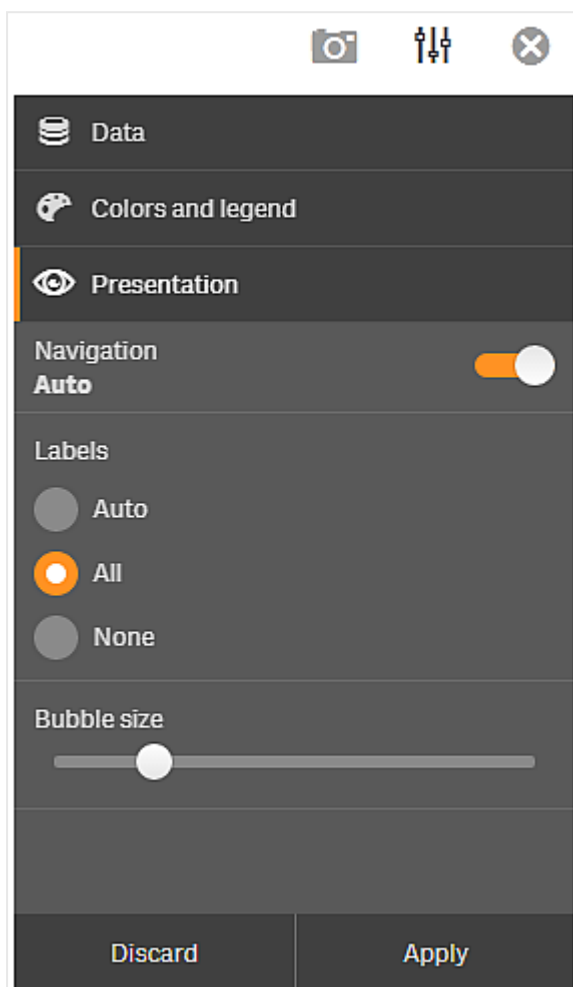 Data
Colors and legend
Presentation
Navigation
Auto
Labels
Auto
All
None
Bubble size
Discard
Apply